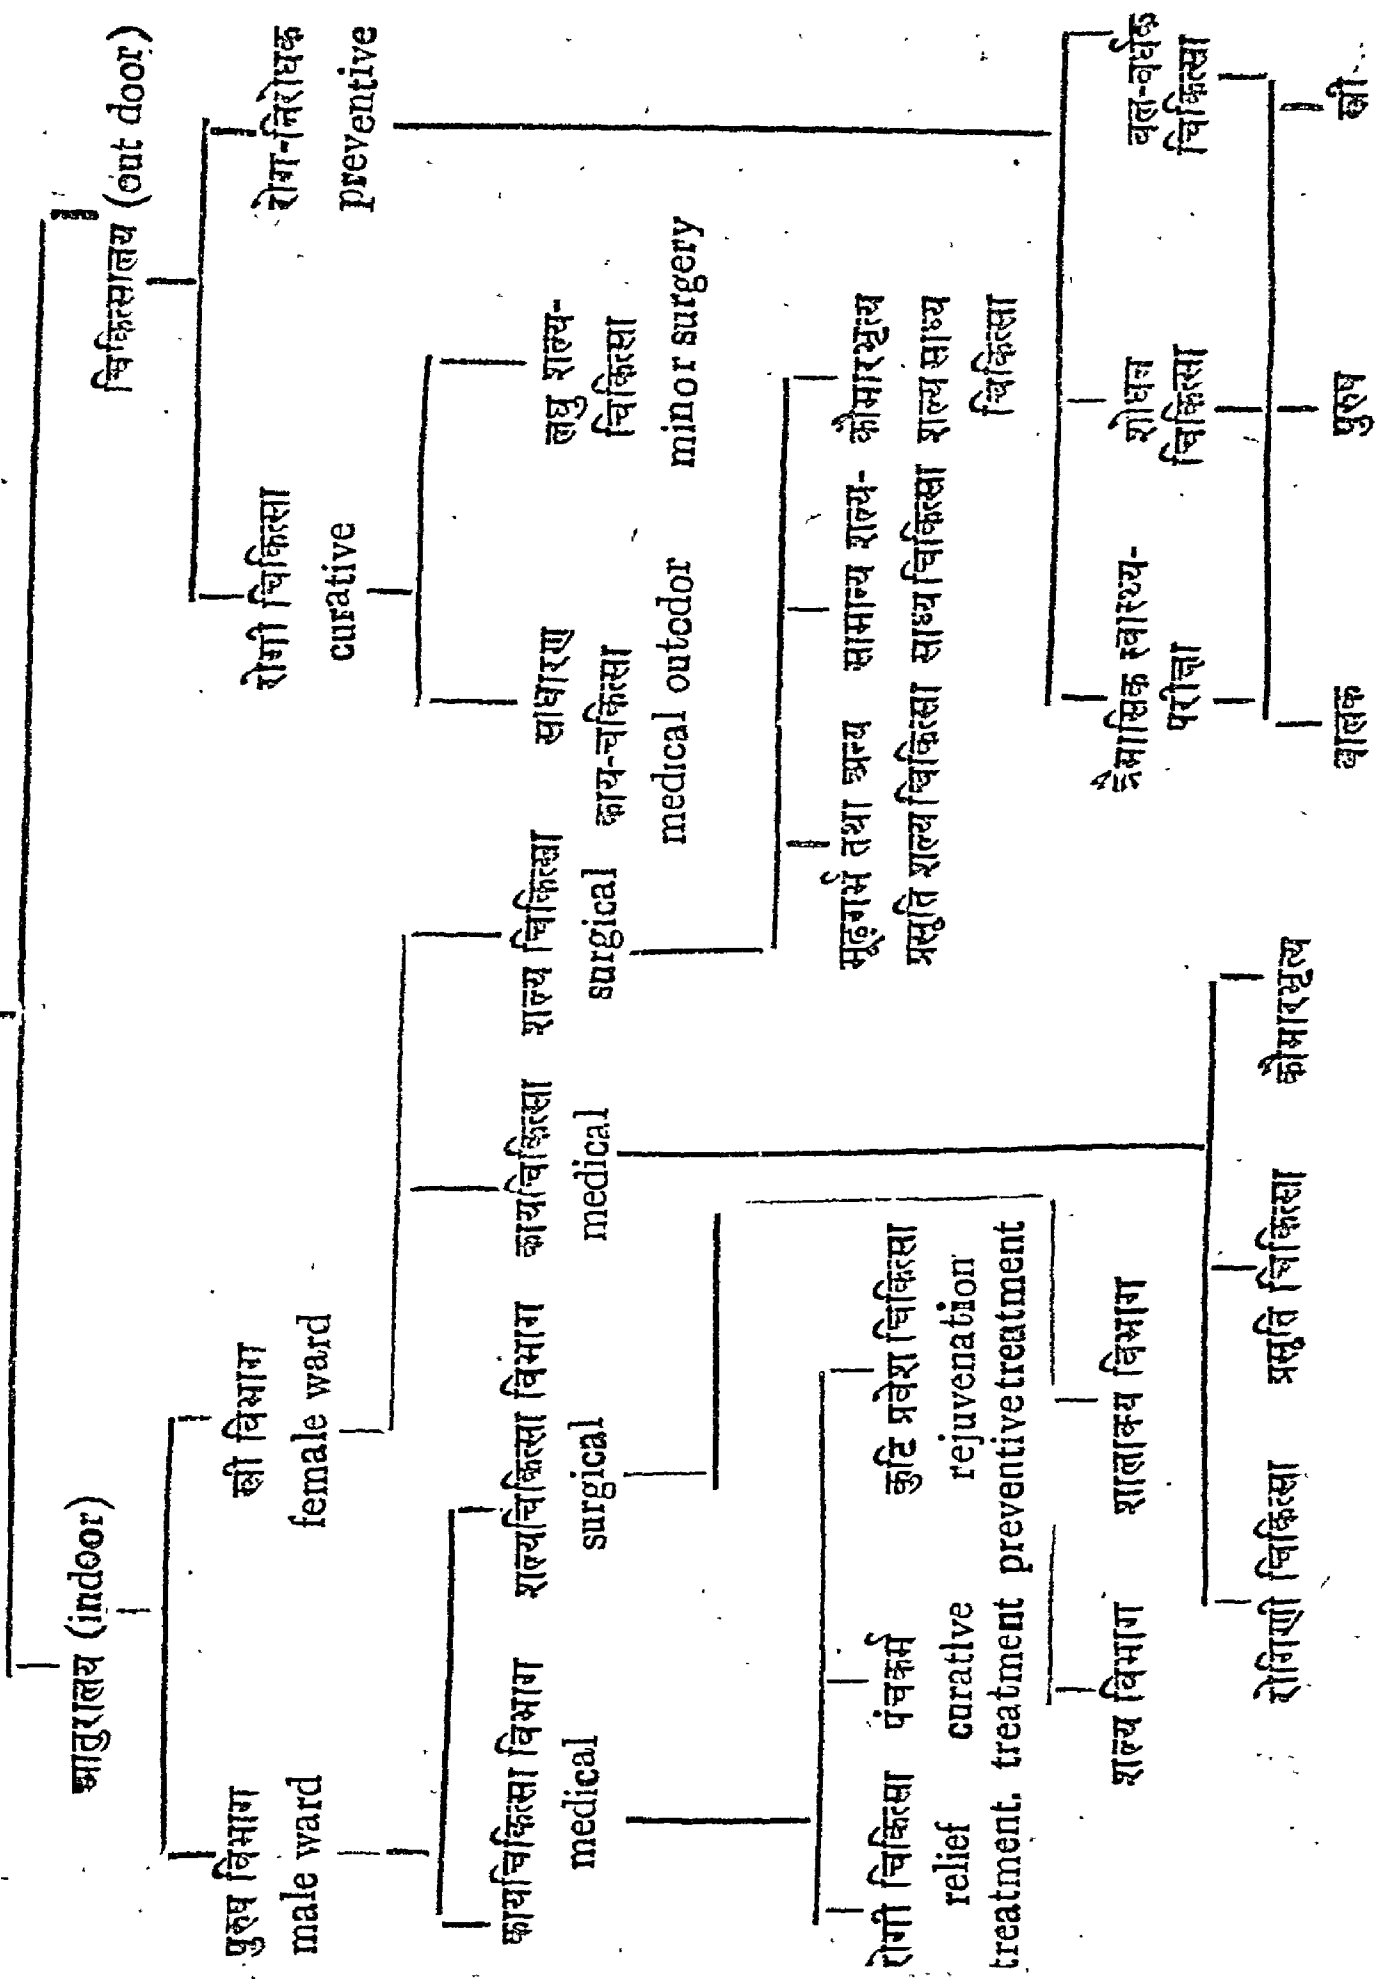 आतुरालय (indoor)
चिकित्सालय (out door)
पुरुष विभाग
male ward
स्त्री विभाग
female ward
रोगी चिकित्सा
curative
रोग-निरोधक
preventive
कायचिकित्सा विभाग
medical
शल्यचिकित्सा विभाग
surgical
कायचिकित्सा
medical
शल्य चिकित्सा
surgical
साधारण
काय-चकित्सा
medical outodor
लघु शल्य-
चिकित्सा
minor surgery
रोगी चिकित्सा
relief
treatment.
पंचकर्म
curative
treatment
कुटि प्रवेश चिकित्सा
rejuvenation
preventive treatment
मूढ़गर्भ तथा अन्य
प्रसुति शल्य चिकित्सा
सामान्य शल्य-
साध्य चिकित्सा
कौमारभृत्य
शल्य साध्य
चिकित्सा
शल्य विभाग
शालाक्य विभाग
त्रैमासिक स्वास्थ्य-
परीक्षा
शोधन
चिकित्सा
बल-वर्धक
चिकित्सा
रोगिणी चिकित्सा
प्रसुति चिकित्सा
कौमारभृत्य
बालक
पुरुष
स्त्री